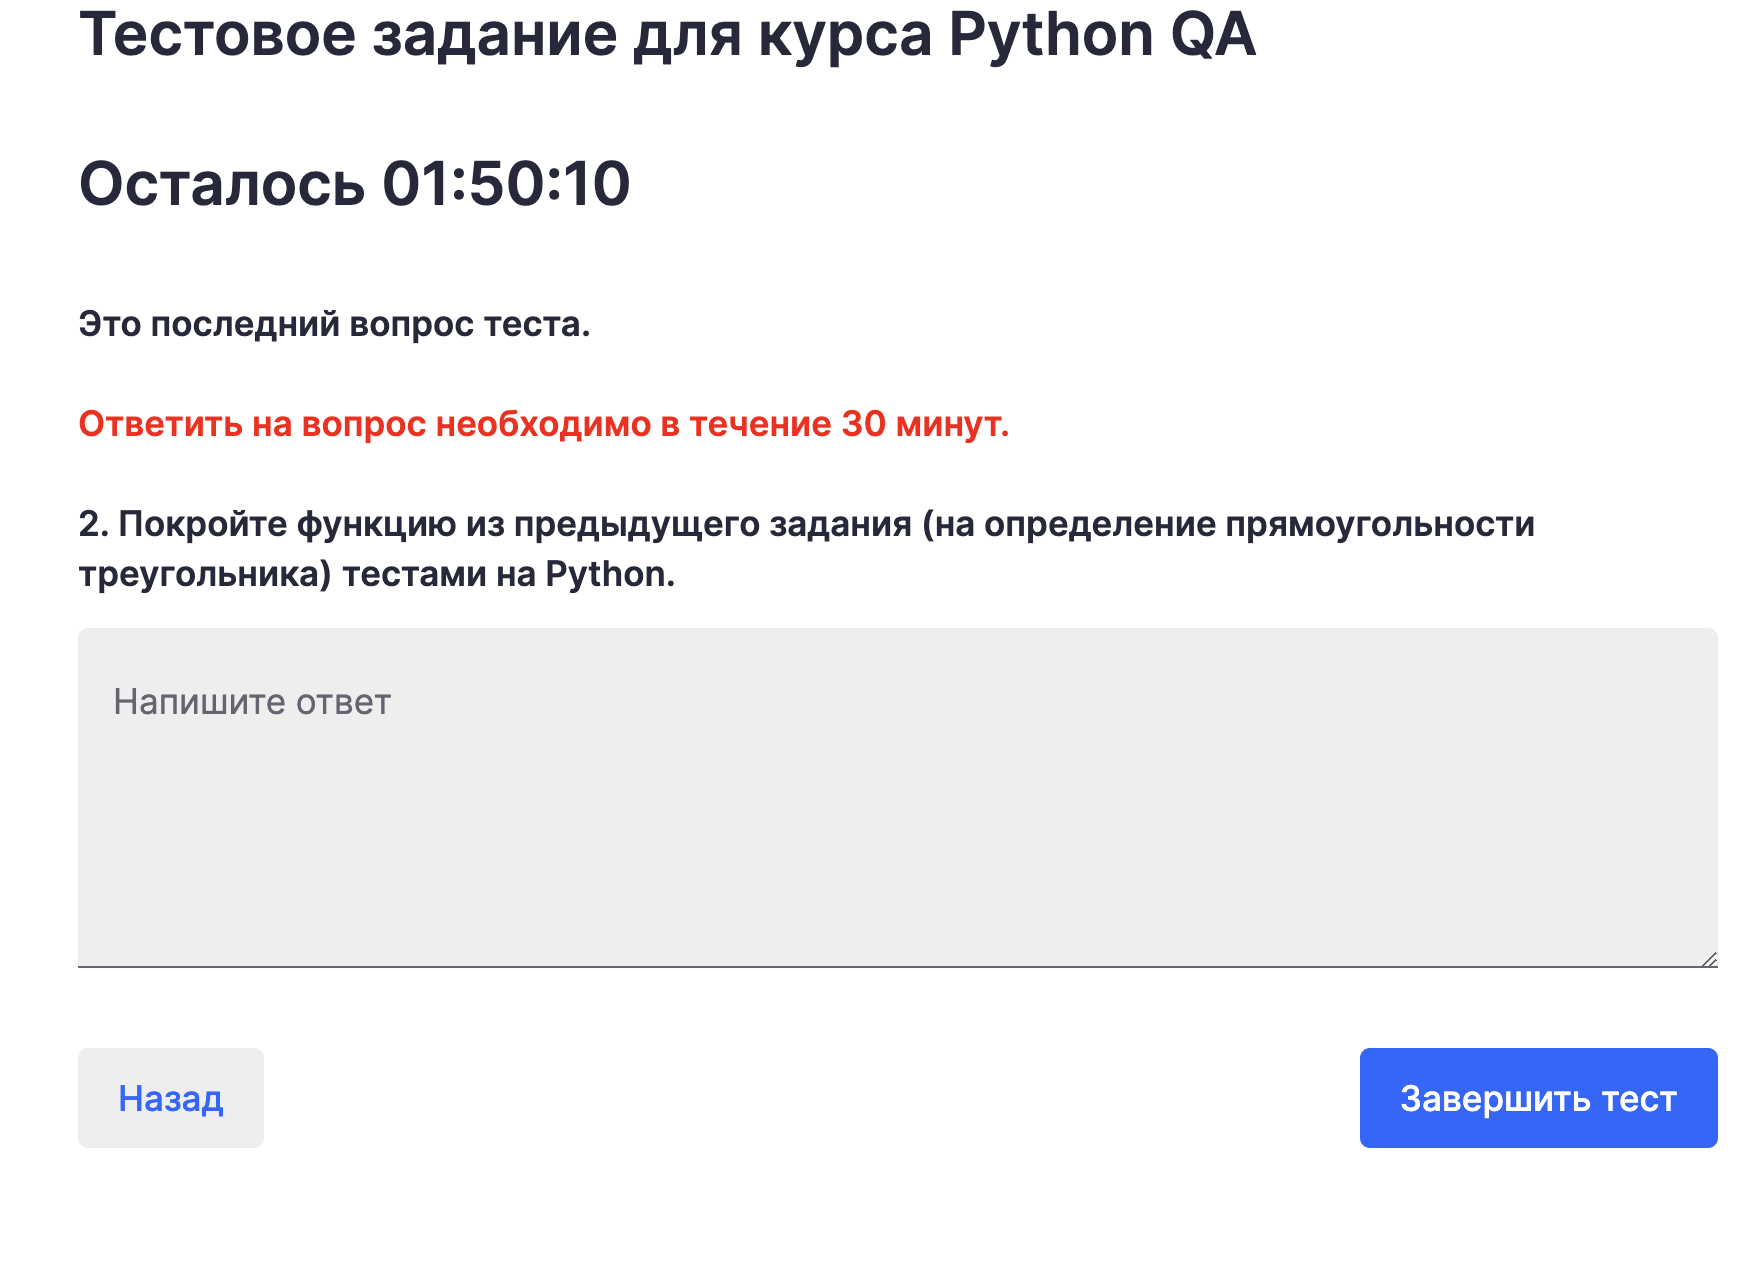 Тестовое задание для курса Python QA
Осталось 01:50:10
Это последний вопрос теста.
Ответить на вопрос необходимо в течение 30 минут.
2. Покройте функцию из предыдущего задания (на определение прямоугольности
треугольника) тестами на Python.
Напишите ответ
Назад
Завершить тест